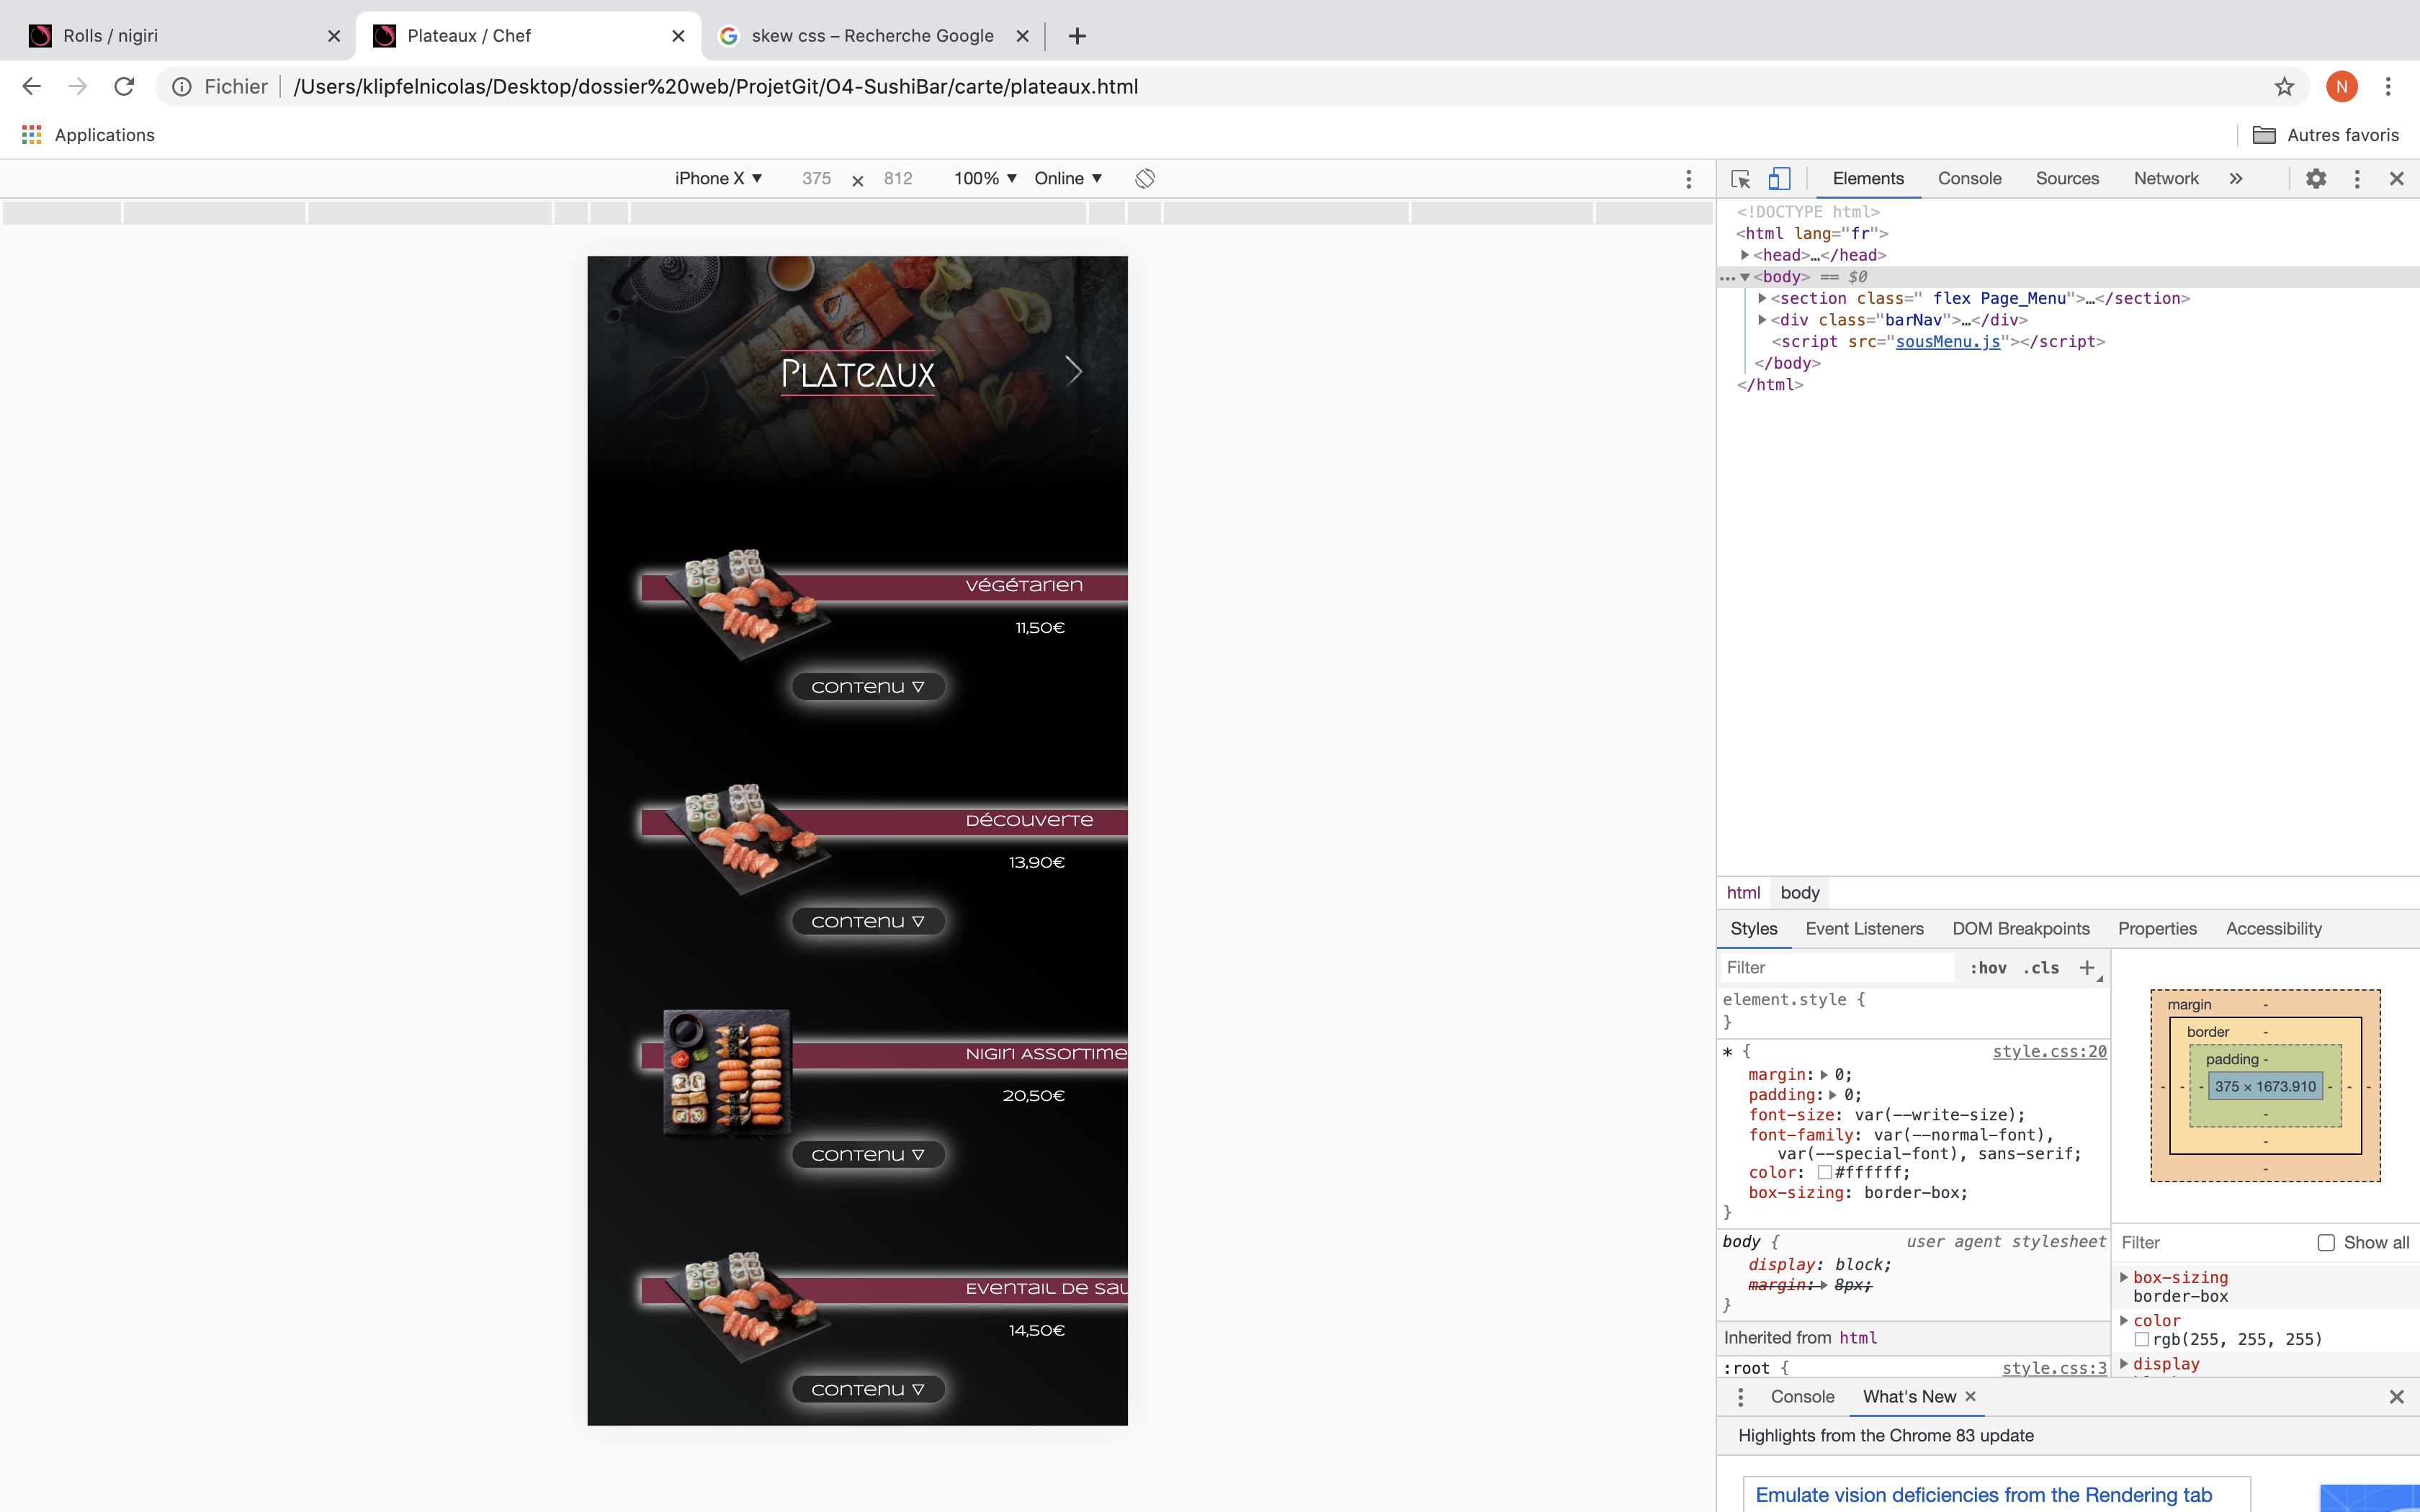 Rolls / nigiri
Plateaux / Chef
skew css – Recherche Google
Fichier
/Users/klipfelnicolas/Desktop/dossier%20web/ProjetGit/O4-SushiBar/carte/plateaux.html
N
Applications
Autres favoris
iPhone X ▼ 375 × 812 100% ▼ Online ▼
Elements Console Sources Network »
Plateaux
Végétarien
11,50€
contenu ▽
Découverte
13,90€
contenu ▽
Nigiri Assortime
20,50€
contenu ▽
Eventail de sau
14,50€
contenu ▽
<!DOCTYPE html>
<html lang="fr">
▶<head>…</head>
…▼<body> == $0
▶<section class=" flex Page_Menu">…</section>
▶<div class="barNav">…</div>
<script src="sousMenu.js"></script>
</body>
</html>
html body
Styles Event Listeners DOM Breakpoints Properties Accessibility
Filter :hov .cls +
element.style {
}
* { style.css:20
margin:▶ 0;
padding:▶ 0;
font-size: var(--write-size);
font-family: var(--normal-font),
var(--special-font), sans-serif;
color: #ffffff;
box-sizing: border-box;
}
body { user agent stylesheet
display: block;
margin:▶ 8px;
}
Inherited from html
:root { style.css:3
margin -
border -
padding -
- - - 375 × 1673.910 - - -
-
-
-
Filter Show all
▶box-sizing
border-box
▶color
rgb(255, 255, 255)
▶display
Console What's New ×
Highlights from the Chrome 83 update
Emulate vision deficiencies from the Rendering tab